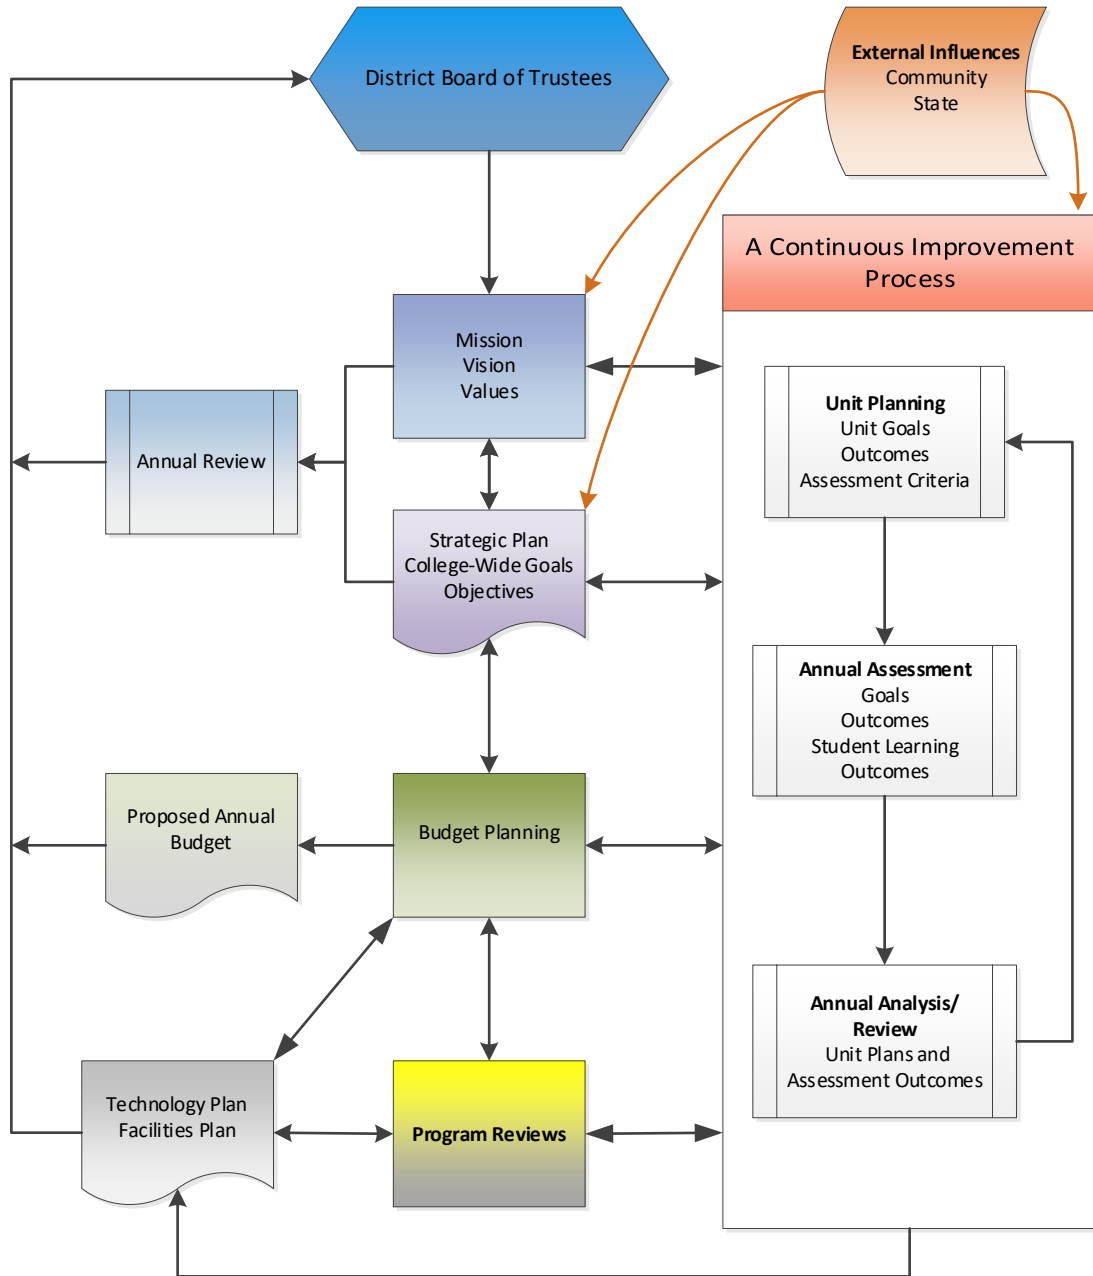 District Board of Trustees
External Influences
Community
State
A Continuous Improvement
Process
Mission
Vision
Values
Annual Review
Unit Planning
Unit Goals
Outcomes
Assessment Criteria
Strategic Plan
College-Wide Goals
Objectives
Annual Assessment
Goals
Outcomes
Student Learning
Outcomes
Proposed Annual
Budget
Budget Planning
Annual Analysis/
Review
Unit Plans and
Assessment Outcomes
Technology Plan
Facilities Plan
Program Reviews